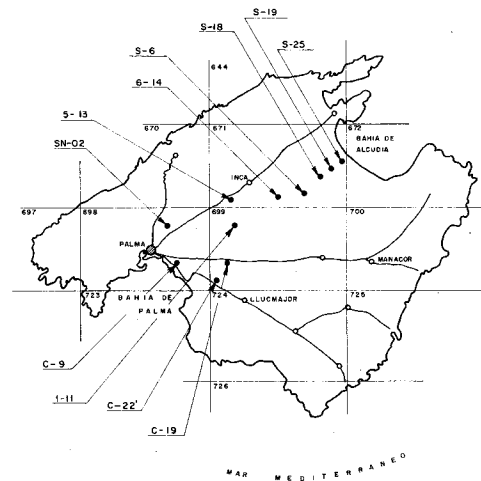 S-19
S-18
S-25
S-6
6-14
644
5-13
670
671
672
SN-02
BAHIA DE
ALCUDIA
INCA
697
698
699
700
PALMA
MANACOR
723
BAHIA DE
PALMA
724
LLUCMAJOR
725
C-9
1-11
726
C-22'
C-19
MAR MEDITERRANEO